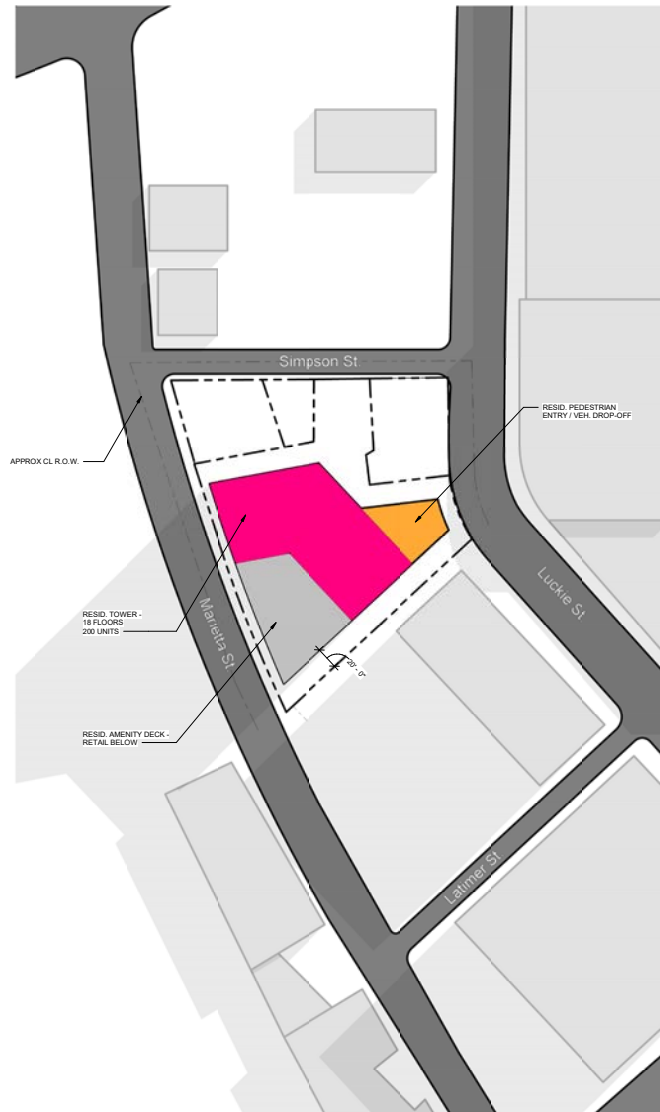 Simpson St.
RESID. PEDESTRIAN
ENTRY / VEH. DROP-OFF
APPROX CL R.O.W.
Luckie St
RESID. TOWER -
18 FLOORS
200 UNITS
Marietta St
20' - 0"
RESID. AMENITY DECK -
RETAIL BELOW
Latimer St